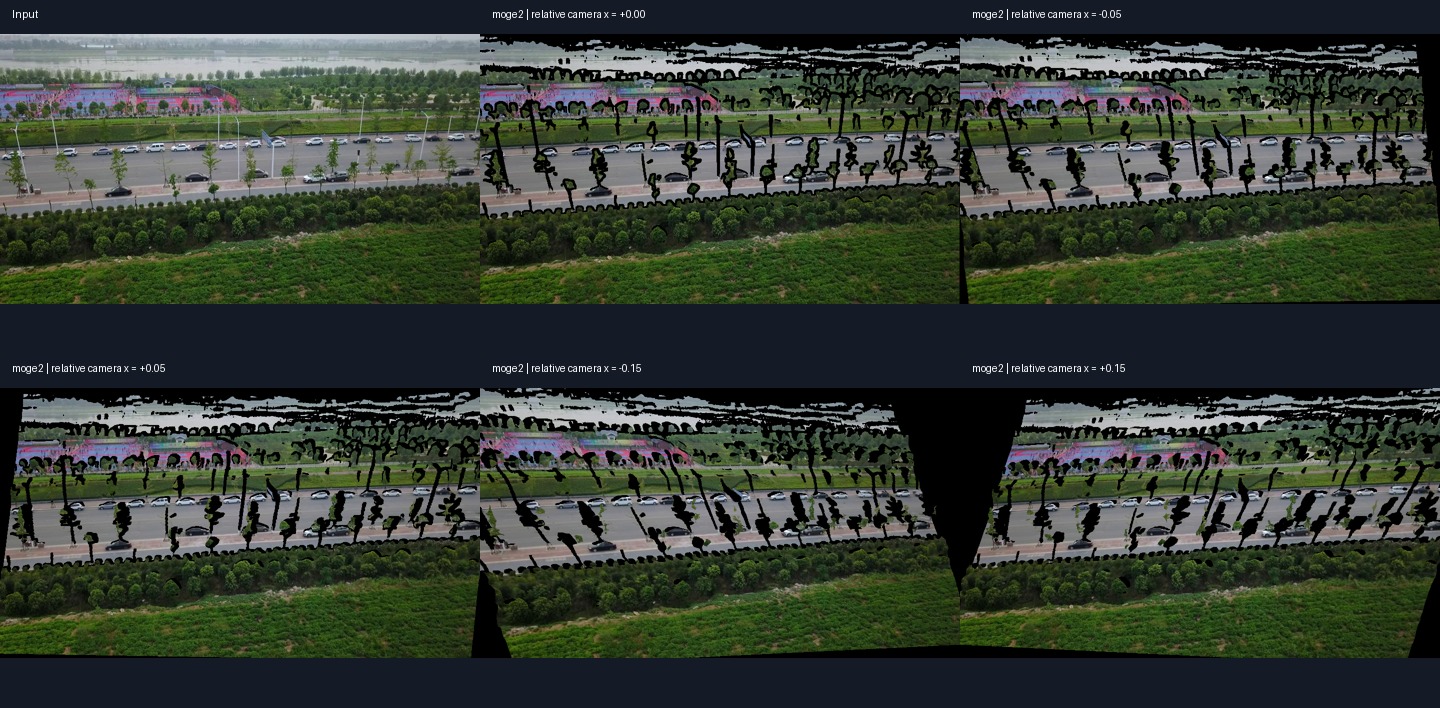 Input
moge2 | relative camera x = +0.00
moge2 | relative camera x = -0.05
moge2 | relative camera x = +0.05
moge2 | relative camera x = -0.15
moge2 | relative camera x = +0.15